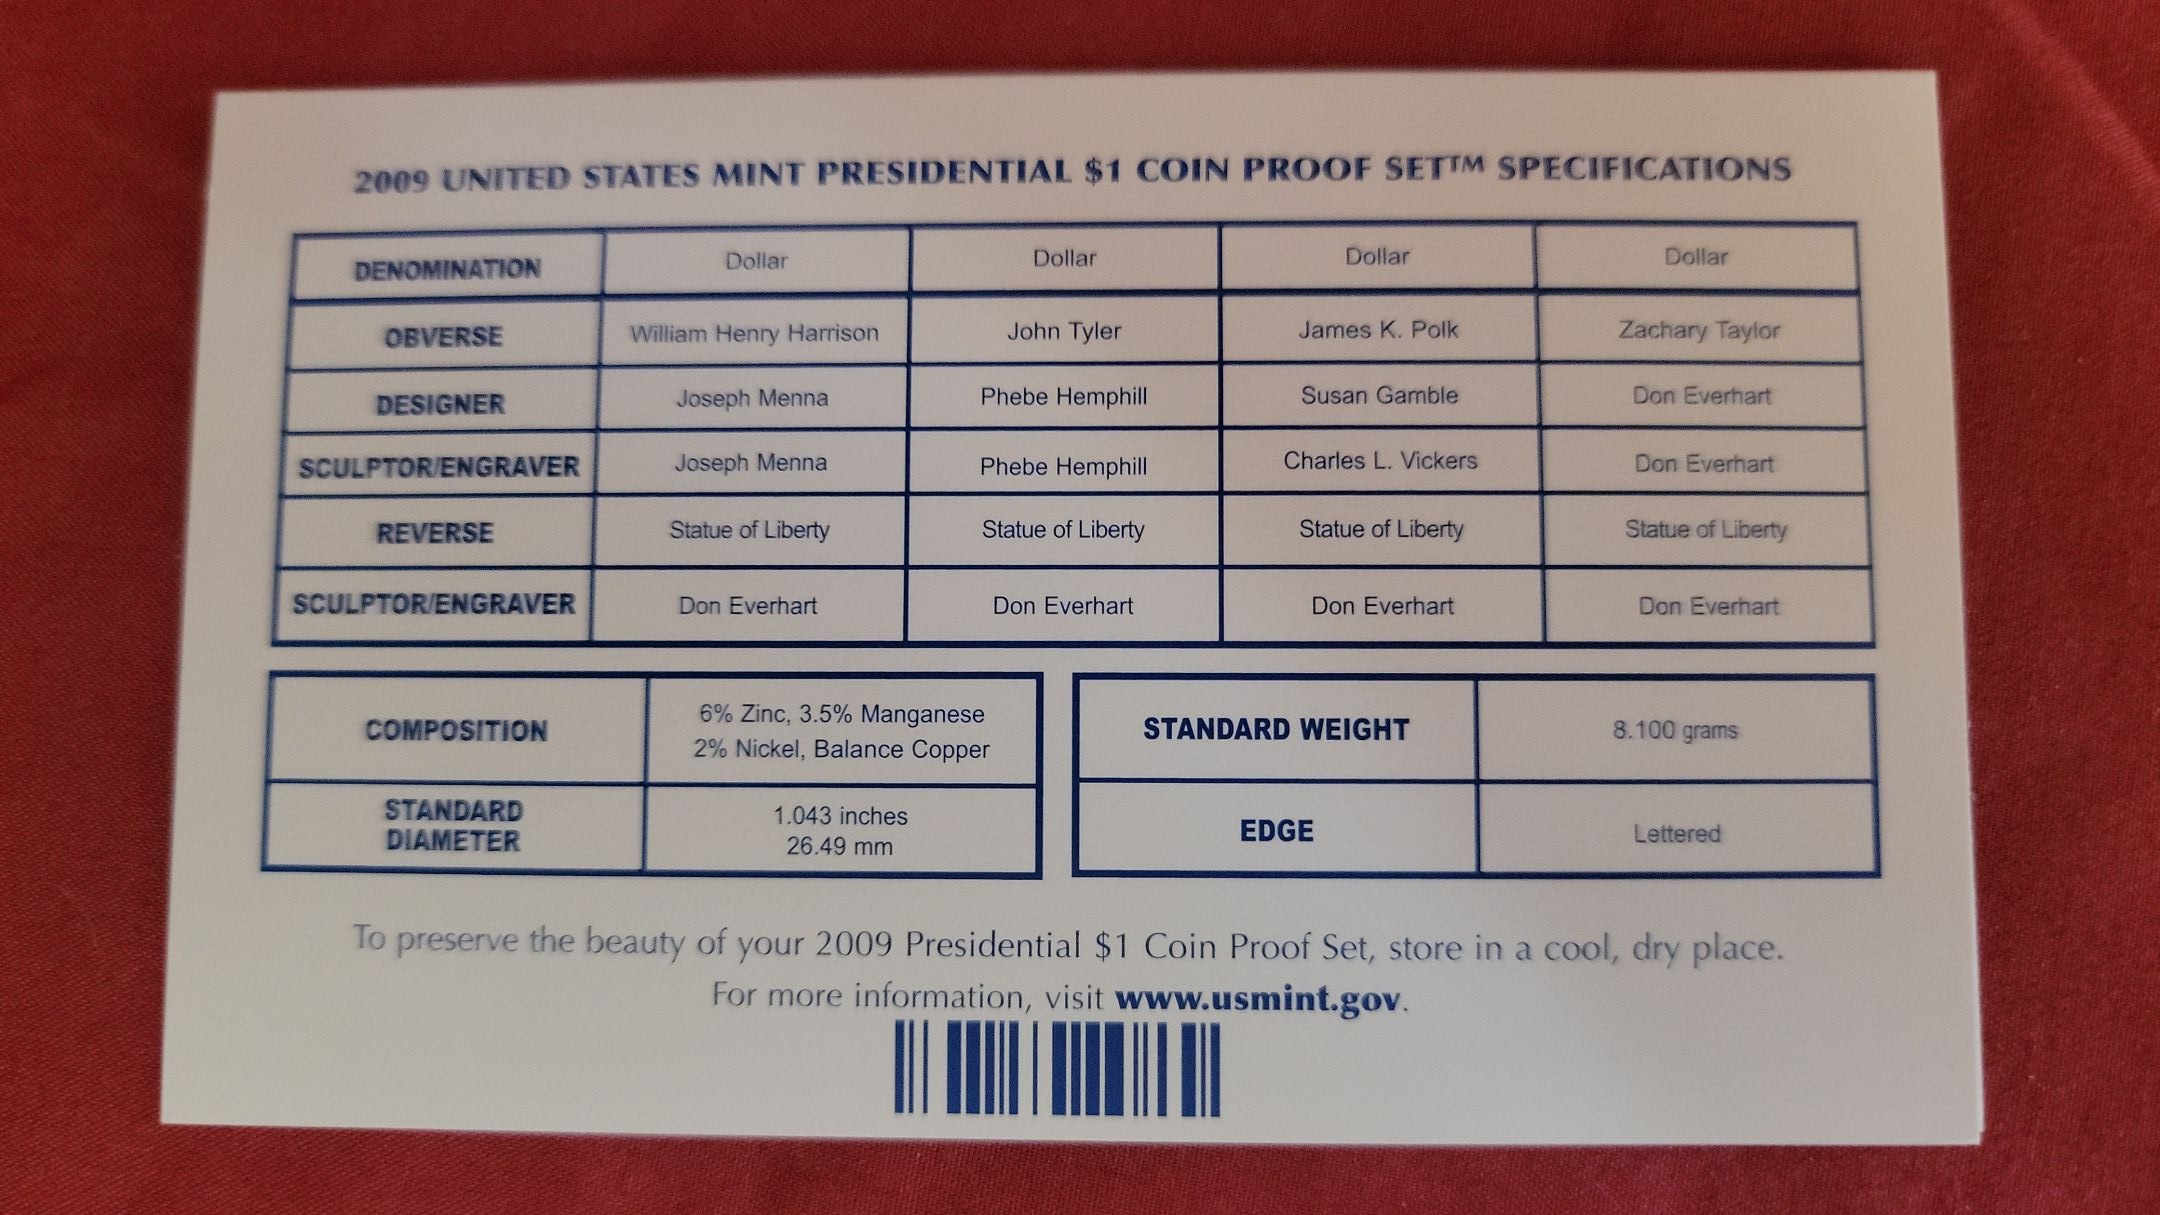 2009 UNITED STATES MINT PRESIDENTIAL $1 COIN PROOF SET™ SPECIFICATIONS
DENOMINATION Dollar Dollar Dollar Dollar
OBVERSE William Henry Harrison John Tyler James K. Polk Zachary Taylor
DESIGNER Joseph Menna Phebe Hemphill Susan Gamble Don Everhart
SCULPTOR/ENGRAVER Joseph Menna Phebe Hemphill Charles L. Vickers Don Everhart
REVERSE Statue of Liberty Statue of Liberty Statue of Liberty Statue of Liberty
SCULPTOR/ENGRAVER Don Everhart Don Everhart Don Everhart Don Everhart
COMPOSITION
6% Zinc, 3.5% Manganese
2% Nickel, Balance Copper
STANDARD
DIAMETER
1.043 inches
26.49 mm
STANDARD WEIGHT 8.100 grams
EDGE Lettered
To preserve the beauty of your 2009 Presidential $1 Coin Proof Set, store in a cool, dry place.
For more information, visit www.usmint.gov.